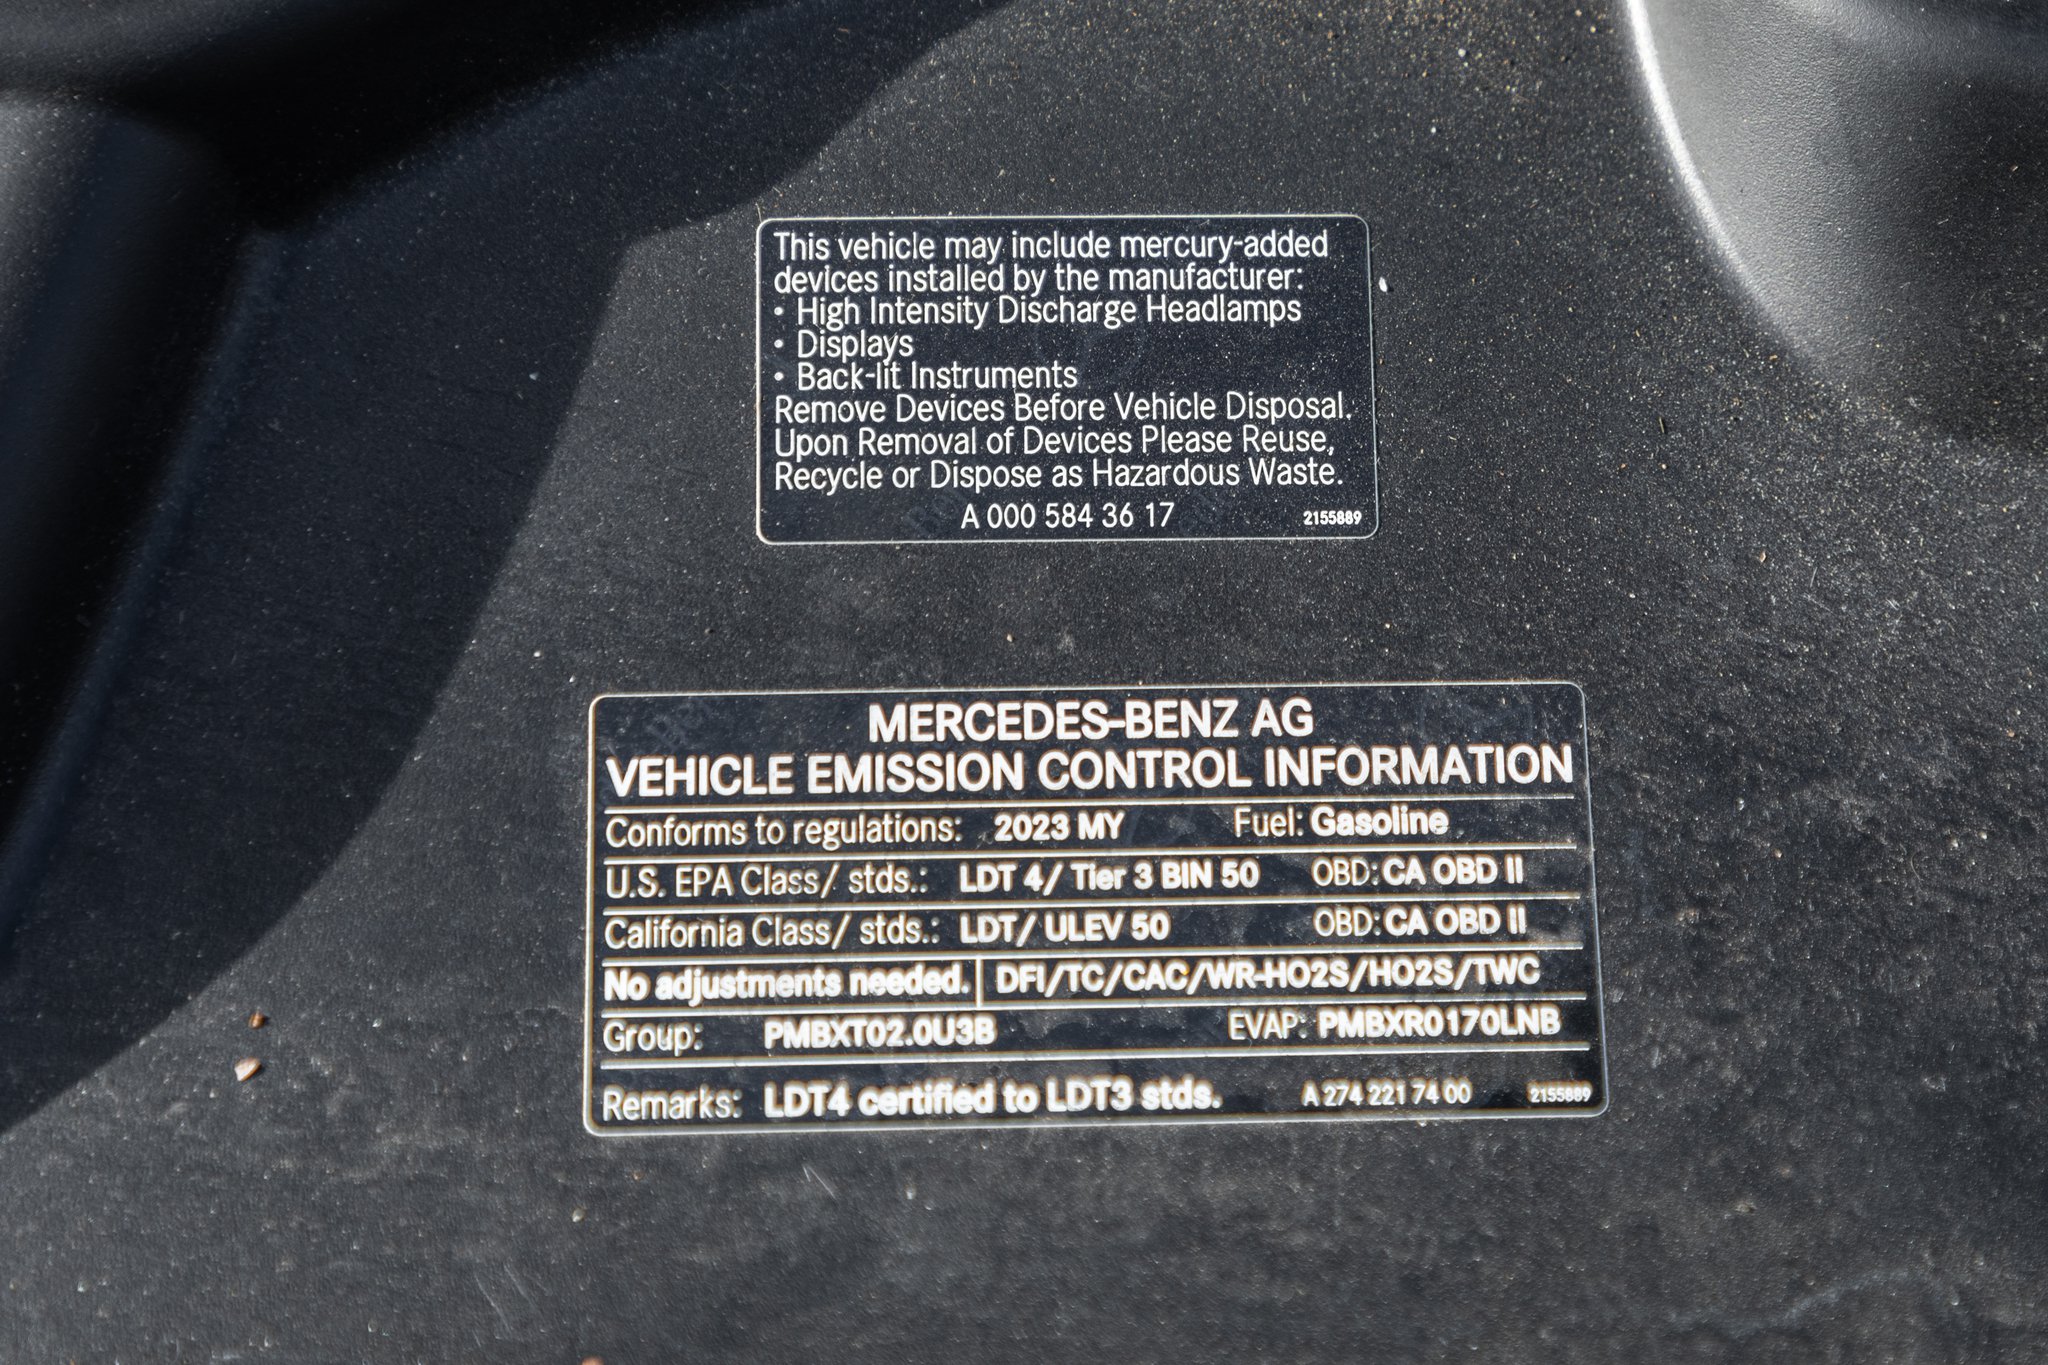 This vehicle may include mercury-added
devices installed by the manufacturer:
• High Intensity Discharge Headlamps
• Displays
• Back-lit Instruments
Remove Devices Before Vehicle Disposal.
Upon Removal of Devices Please Reuse,
Recycle or Dispose as Hazardous Waste.
A 000 584 36 17 2155889
MERCEDES-BENZ AG
VEHICLE EMISSION CONTROL INFORMATION
Conforms to regulations: 2023 MY Fuel: Gasoline
U.S. EPA Class/ stds.: LDT 4/ Tier 3 BIN 50 OBD: CA OBD II
California Class/ stds.: LDT/ ULEV 50 OBD: CA OBD II
No adjustments needed. DFI/TC/CAC/WR-HO2S/HO2S/TWC
Group: PMBXT02.0U3B EVAP: PMBXR0170LNB
Remarks: LDT4 certified to LDT3 stds. A 274 221 74 00 2155889